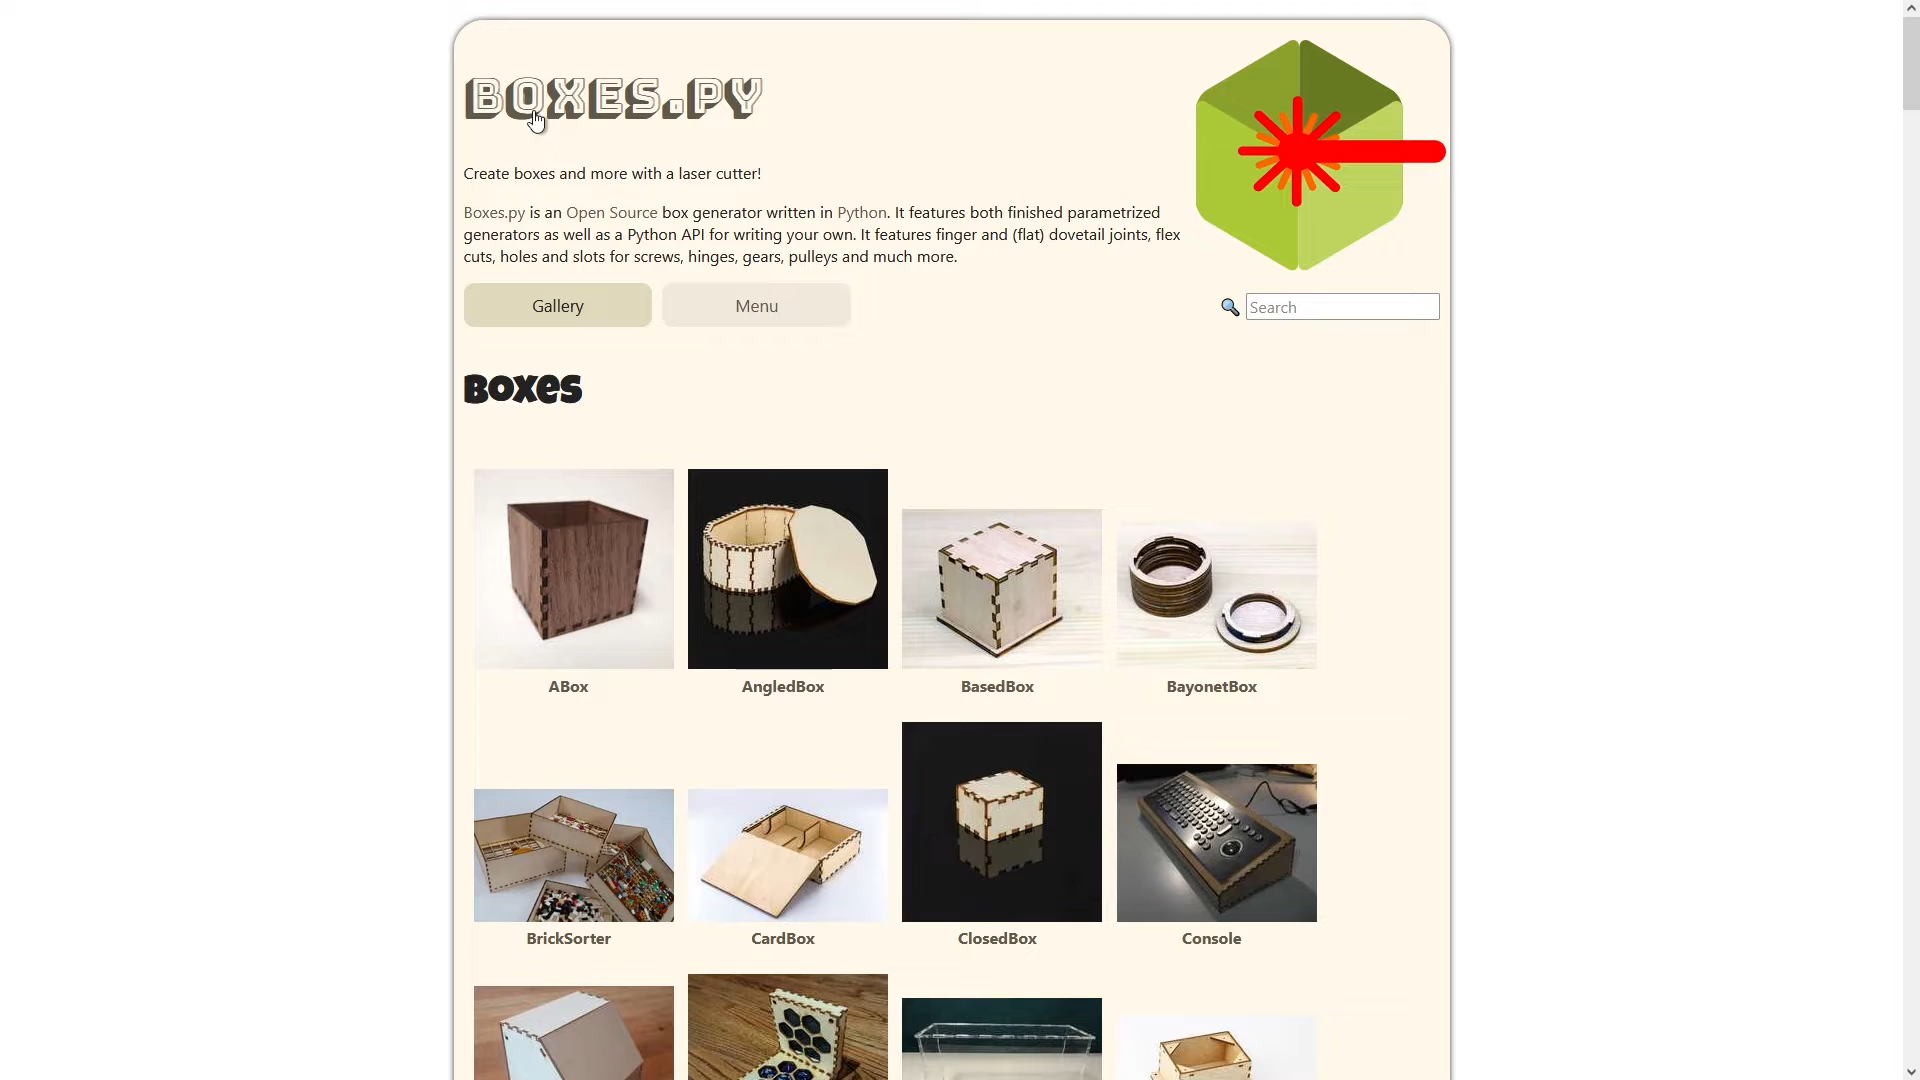 BOXES.PY
Create boxes and more with a laser cutter!
Boxes.py is an Open Source box generator written in Python. It features both finished parametrized
generators as well as a Python API for writing your own. It features finger and (flat) dovetail joints, flex
cuts, holes and slots for screws, hinges, gears, pulleys and much more.
Gallery Menu Search
Boxes
ABox AngledBox BasedBox BayonetBox
BrickSorter CardBox ClosedBox Console